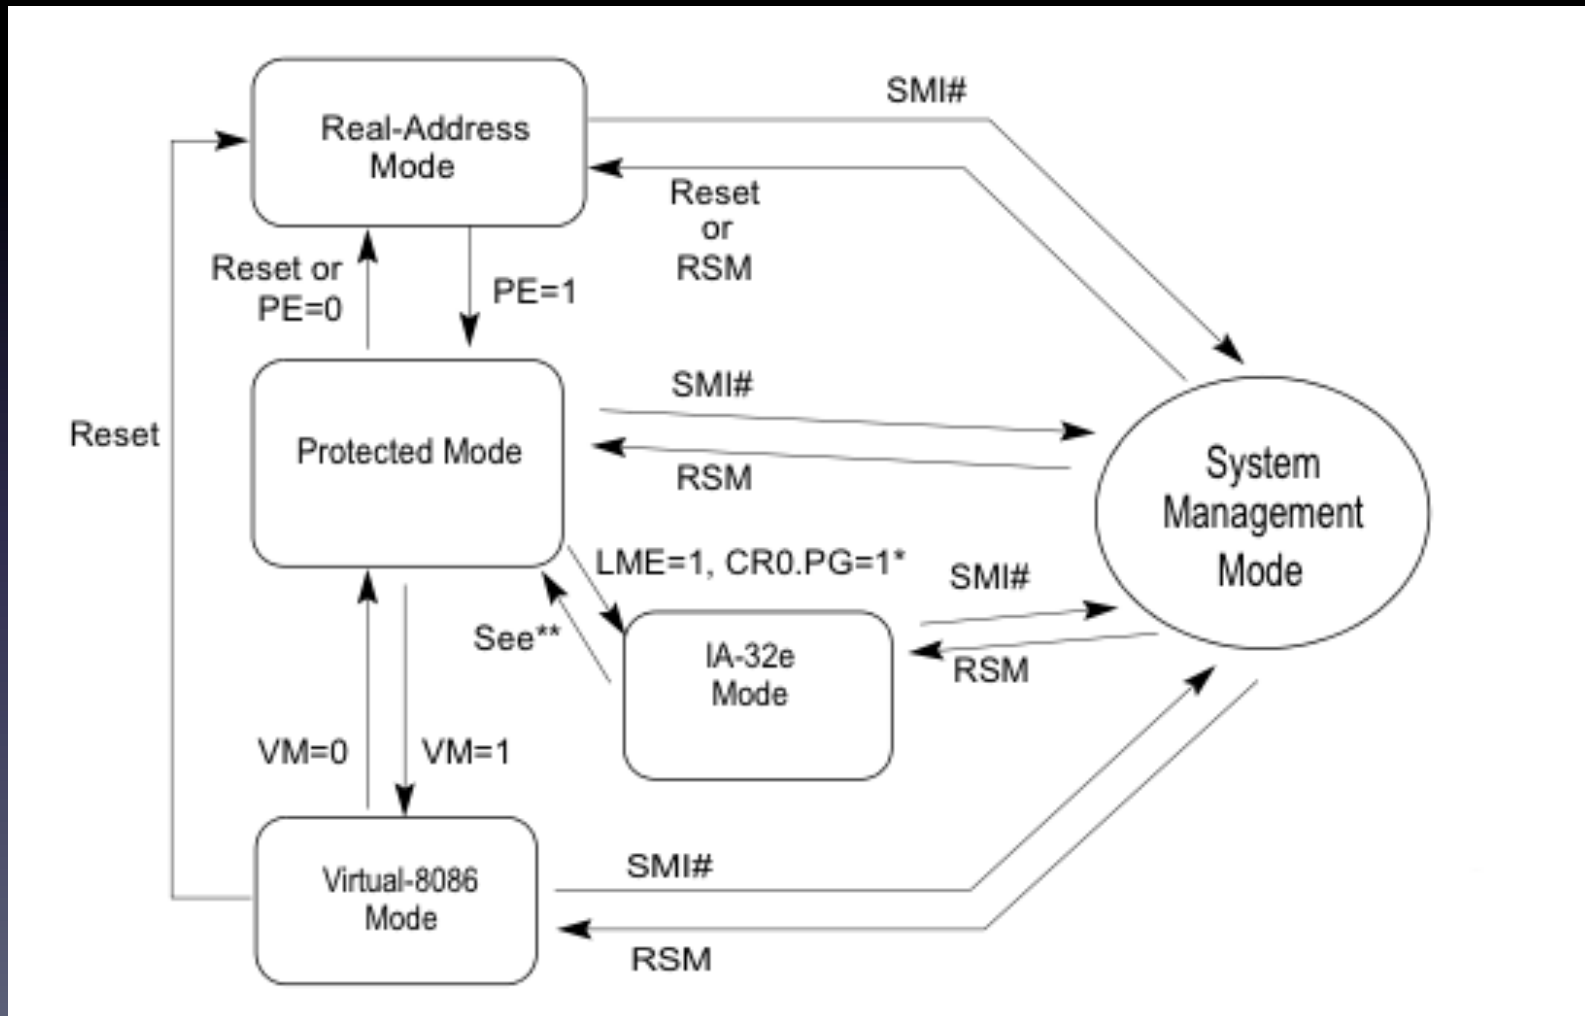 SMI#
Real-Address
Mode
Reset
or
RSM
Reset or
PE=0
PE=1
SMI#
Reset
Protected Mode
RSM
System
Management
Mode
LME=1, CR0.PG=1*
SMI#
See**
IA-32e
Mode
RSM
VM=0
VM=1
SMI#
Virtual-8086
Mode
RSM